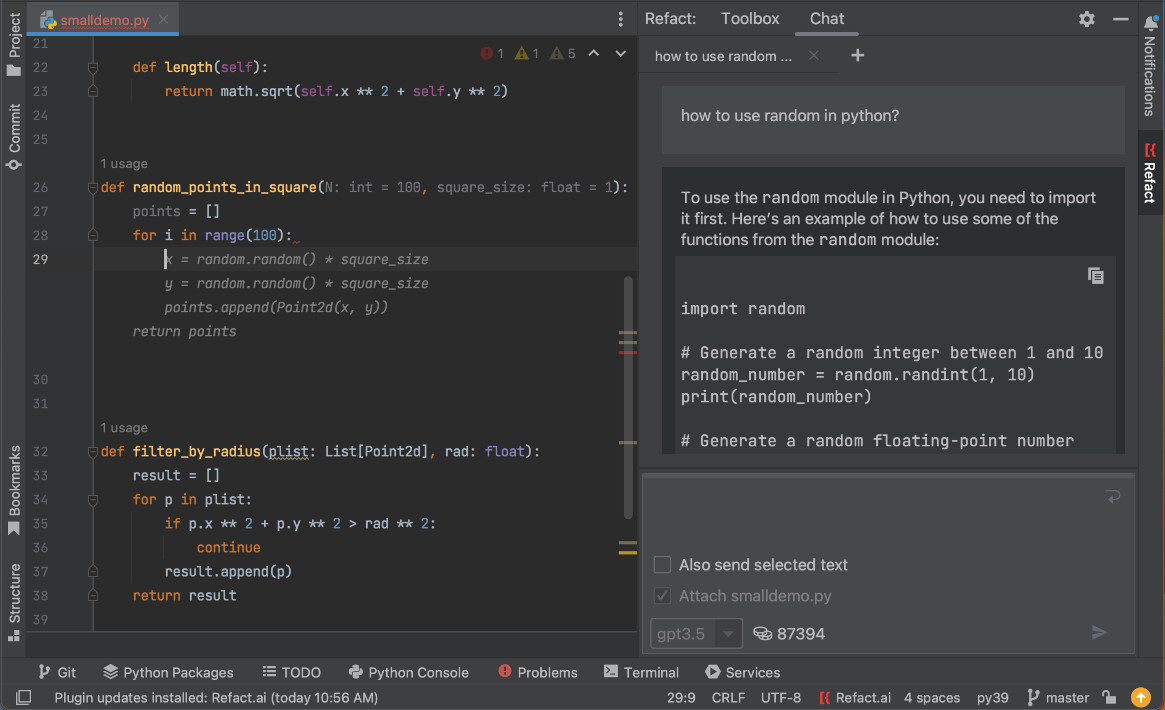 Project
Commit
Bookmarks
Structure
smalldemo.py
1 1 5
21
22 def length(self):
23 return math.sqrt(self.x ** 2 + self.y ** 2)
24
25
1 usage
26 def random_points_in_square(N: int = 100, square_size: float = 1):
27 points = []
28 for i in range(100):
29 x = random.random() * square_size
y = random.random() * square_size
points.append(Point2d(x, y))
return points
30
31
1 usage
32 def filter_by_radius(plist: List[Point2d], rad: float):
33 result = []
34 for p in plist:
35 if p.x ** 2 + p.y ** 2 > rad ** 2:
36 continue
37 result.append(p)
38 return result
39
Refact: Toolbox Chat
how to use random ...
how to use random in python?
To use the random module in Python, you need to import
it first. Here's an example of how to use some of the
functions from the random module:
import random
# Generate a random integer between 1 and 10
random_number = random.randint(1, 10)
print(random_number)
# Generate a random floating-point number
Also send selected text
Attach smalldemo.py
gpt3.5 87394
Notifications
Refact
Git Python Packages TODO Python Console Problems Terminal Services
Plugin updates installed: Refact.ai (today 10:56 AM) 29:9 CRLF UTF-8 Refact.ai 4 spaces py39 master